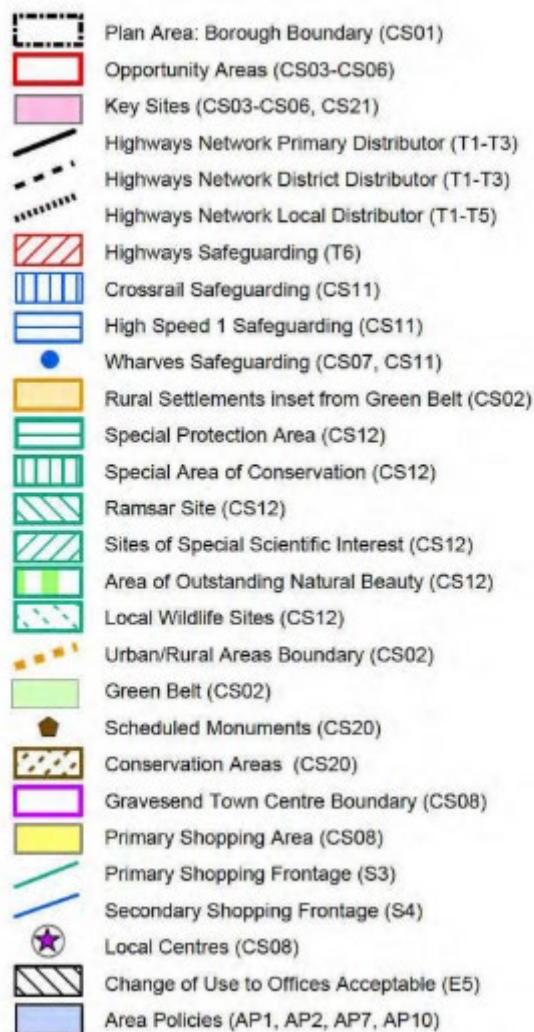 Plan Area: Borough Boundary (CS01)
Opportunity Areas (CS03-CS06)
Key Sites (CS03-CS06, CS21)
Highways Network Primary Distributor (T1-T3)
Highways Network District Distributor (T1-T3)
Highways Network Local Distributor (T1-T5)
Highways Safeguarding (T6)
Crossrail Safeguarding (CS11)
High Speed 1 Safeguarding (CS11)
Wharves Safeguarding (CS07, CS11)
Rural Settlements inset from Green Belt (CS02)
Special Protection Area (CS12)
Special Area of Conservation (CS12)
Ramsar Site (CS12)
Sites of Special Scientific Interest (CS12)
Area of Outstanding Natural Beauty (CS12)
Local Wildlife Sites (CS12)
Urban/Rural Areas Boundary (CS02)
Green Belt (CS02)
Scheduled Monuments (CS20)
Conservation Areas (CS20)
Gravesend Town Centre Boundary (CS08)
Primary Shopping Area (CS08)
Primary Shopping Frontage (S3)
Secondary Shopping Frontage (S4)
Local Centres (CS08)
Change of Use to Offices Acceptable (E5)
Area Policies (AP1, AP2, AP7, AP10)